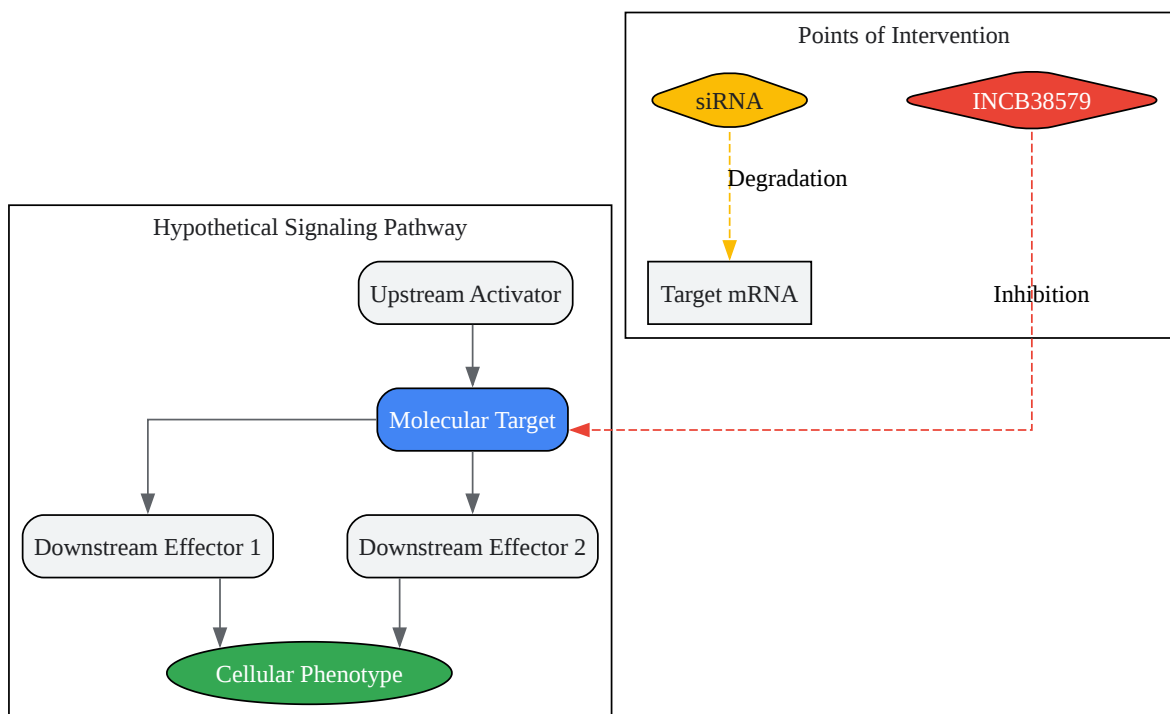 Points of Intervention
siRNA
INCB38579
Degradation
Target mRNA
Inhibition
Hypothetical Signaling Pathway
Upstream Activator
Molecular Target
Downstream Effector 1
Downstream Effector 2
Cellular Phenotype